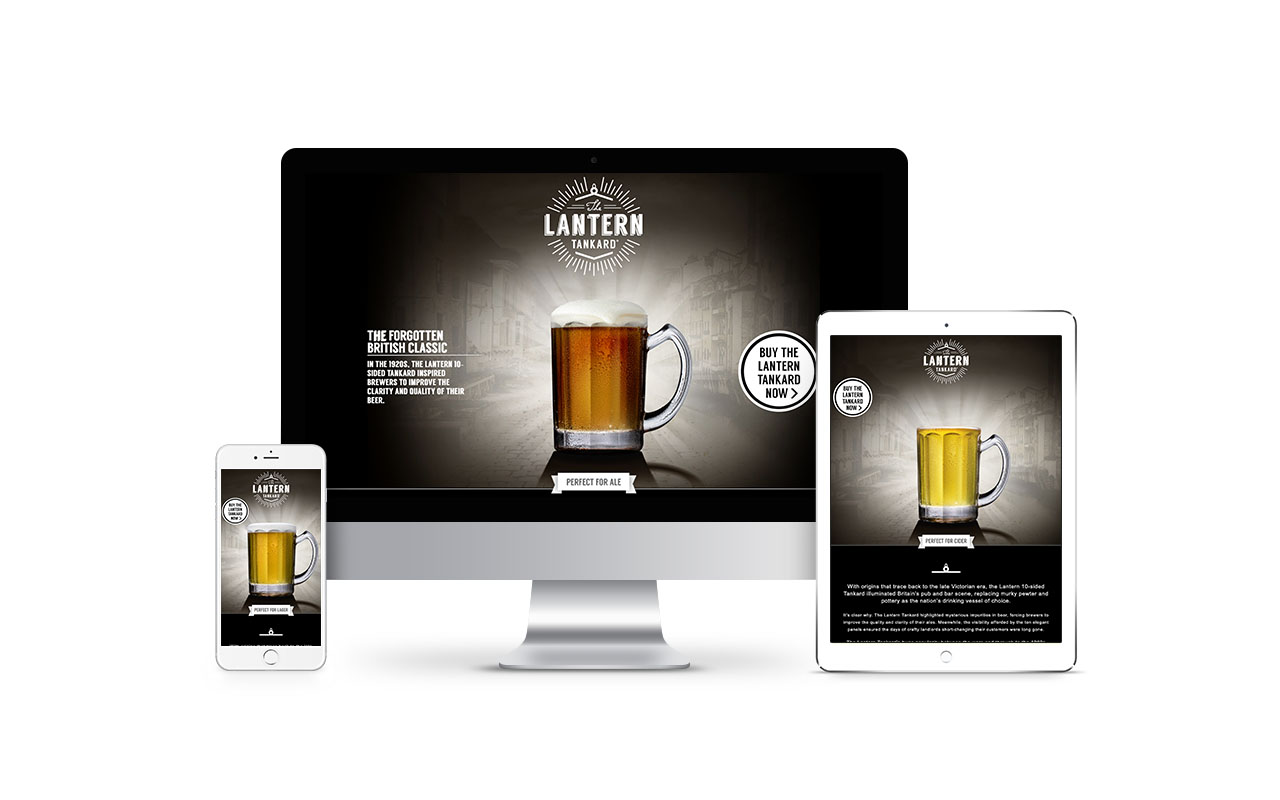 The
LANTERN
TANKARD
THE FORGOTTEN
BRITISH CLASSIC
IN THE 1920S, THE LANTERN 10-
SIDED TANKARD INSPIRED
BREWERS TO IMPROVE THE
CLARITY AND QUALITY OF THEIR
BEER.
BUY THE
LANTERN
TANKARD
NOW >
PERFECT FOR ALE
The
LANTERN
TANKARD
BUY THE
LANTERN
TANKARD
NOW >
PERFECT FOR LAGER
The
LANTERN
TANKARD
BUY THE
LANTERN
TANKARD
NOW >
PERFECT FOR CIDER
With origins that trace back to the late Victorian era, the Lantern 10-sided
Tankard illuminated Britain's pub and bar scene, replacing murky pewter and
pottery as the nation's drinking vessel of choice.
It's clear why. The Lantern Tankard highlighted mysterious impurities in beer, forcing brewers to
improve the quality and clarity of their ales. Meanwhile, the visibility afforded by the ten elegant
panels ensured the days of crafty landlords short-changing their customers were long gone.